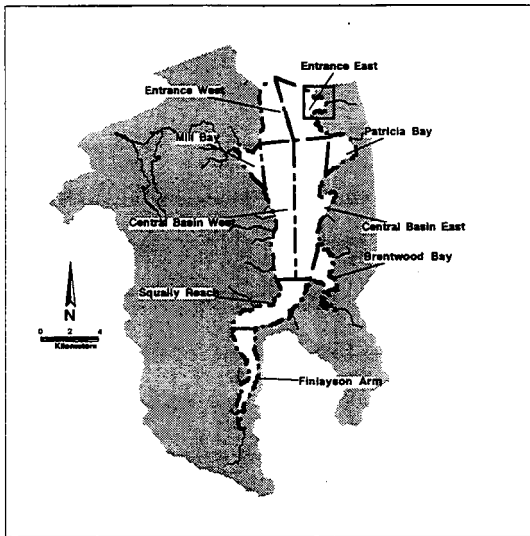 Entrance East
Entrance West
Patricia Bay
Mill Bay
Central Basin West
Central Basin East
Brentwood Bay
Squally Reach
N
0 2 4
Kilometers
Finlayson Arm